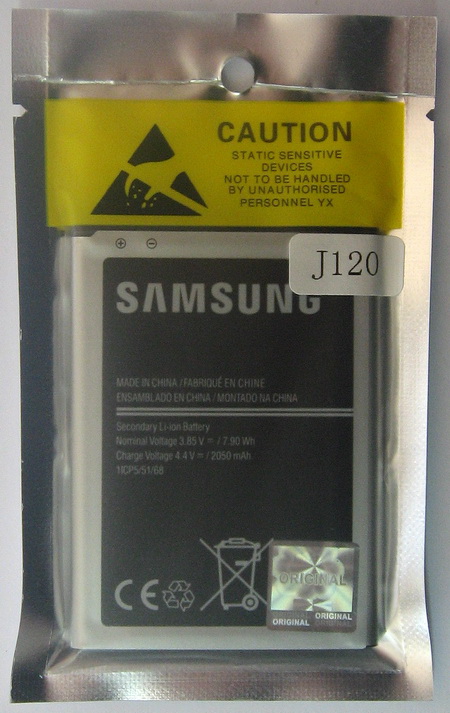 CAUTION
STATIC SENSITIVE
DEVICES
NOT TO BE HANDLED
BY UNAUTHORISED
PERSONNEL YX
J120
SAMSUNG
MADE IN CHINA / FABRIQUÉ EN CHINE
ENSAMBLADO EN CHINA / MONTADO NA CHINA
Secondary Li-ion Battery
Nominal Voltage 3.85 V ⎓ / 7.90 Wh
Charge Voltage 4.4 V ⎓ / 2050 mAh
1ICP5/51/68
CE
ORIGINAL
ORIGINAL
ORIGINAL